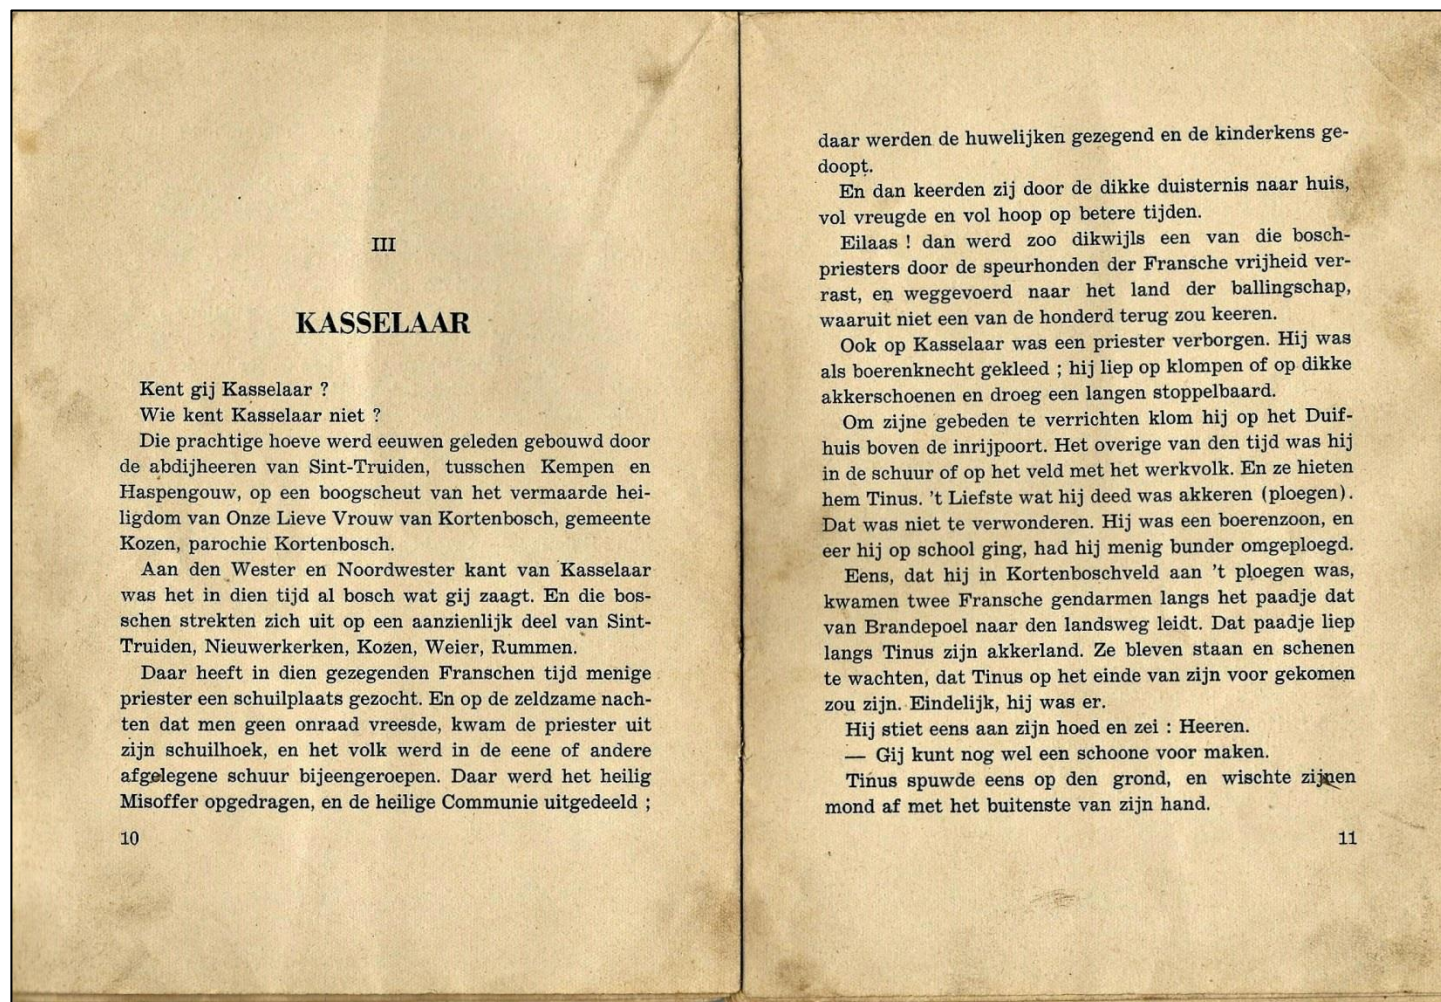 III
KASSELAAR
Kent gij Kasselaar ?
Wie kent Kasselaar niet ?
Die prachtige hoeve werd eeuwen geleden gebouwd door
de abdijheeren van Sint-Truiden, tusschen Kempen en
Haspengouw, op een boogscheut van het vermaarde hei-
ligdom van Onze Lieve Vrouw van Kortenbosch, gemeente
Kozen, parochie Kortenbosch.
Aan den Wester en Noordwester kant van Kasselaar
was het in dien tijd al bosch wat gij zaagt. En die bos-
schen strekten zich uit op een aanzienlijk deel van Sint-
Truiden, Nieuwerkerken, Kozen, Weier, Rummen.
Daar heeft in dien gezegenden Franschen tijd menige
priester een schuilplaats gezocht. En op de zeldzame nach-
ten dat men geen onraad vreesde, kwam de priester uit
zijn schuilhoek, en het volk werd in de eene of andere
afgelegene schuur bijeengeroepen. Daar werd het heilig
Misoffer opgedragen, en de heilige Communie uitgedeeld ;
10
daar werden de huwelijken gezegend en de kinderkens ge-
doopt.
En dan keerden zij door de dikke duisternis naar huis,
vol vreugde en vol hoop op betere tijden.
Eilaas ! dan werd zoo dikwijls een van die bosch-
priesters door de speurhonden der Fransche vrijheid ver-
rast, en weggevoerd naar het land der ballingschap,
waaruit niet een van de honderd terug zou keeren.
Ook op Kasselaar was een priester verborgen. Hij was
als boerenknecht gekleed ; hij liep op klompen of op dikke
akkerschoenen en droeg een langen stoppelbaard.
Om zijne gebeden te verrichten klom hij op het Duif-
huis boven de inrijpoort. Het overige van den tijd was hij
in de schuur of op het veld met het werkvolk. En ze hieten
hem Tinus. 't Liefste wat hij deed was akkeren (ploegen).
Dat was niet te verwonderen. Hij was een boerenzoon, en
eer hij op school ging, had hij menig bunder omgeploegd.
Eens, dat hij in Kortenboschveld aan 't ploegen was,
kwamen twee Fransche gendarmen langs het paadje dat
van Brandepoel naar den landsweg leidt. Dat paadje liep
langs Tinus zijn akkerland. Ze bleven staan en schenen
te wachten, dat Tinus op het einde van zijn voor gekomen
zou zijn. Eindelijk, hij was er.
Hij stiet eens aan zijn hoed en zei : Heeren.
— Gij kunt nog wel een schoone voor maken.
Tinus spuwde eens op den grond, en wischte zijnen
mond af met het buitenste van zijn hand.
11